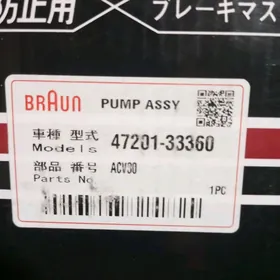 防止用
ブレーキマス
BRAUN PUMP ASSY
車種 型式 47201-33360
Models
部品 番号 ACV30
Parts No.
1PC